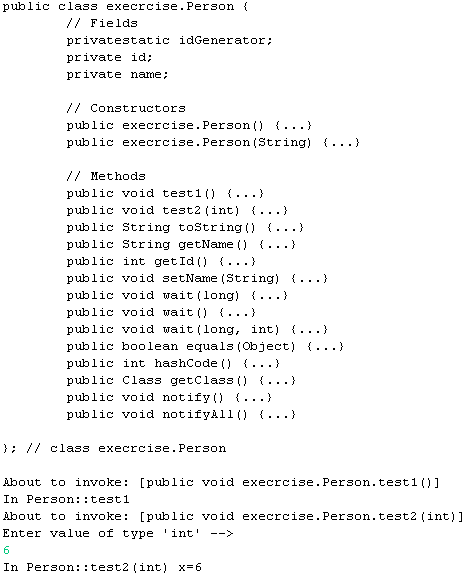 public class execrcise.Person {
// Fields
privatestatic idGenerator;
private id;
private name;
// Constructors
public execrcise.Person() {...}
public execrcise.Person(String) {...}
// Methods
public void test1() {...}
public void test2(int) {...}
public String toString() {...}
public String getName() {...}
public int getId() {...}
public void setName(String) {...}
public void wait(long) {...}
public void wait() {...}
public void wait(long, int) {...}
public boolean equals(Object) {...}
public int hashCode() {...}
public Class getClass() {...}
public void notify() {...}
public void notifyAll() {...}
}; // class execrcise.Person
About to invoke: [public void execrcise.Person.test1()]
In Person::test1
About to invoke: [public void execrcise.Person.test2(int)]
Enter value of type 'int' -->
6
In Person::test2(int) x=6